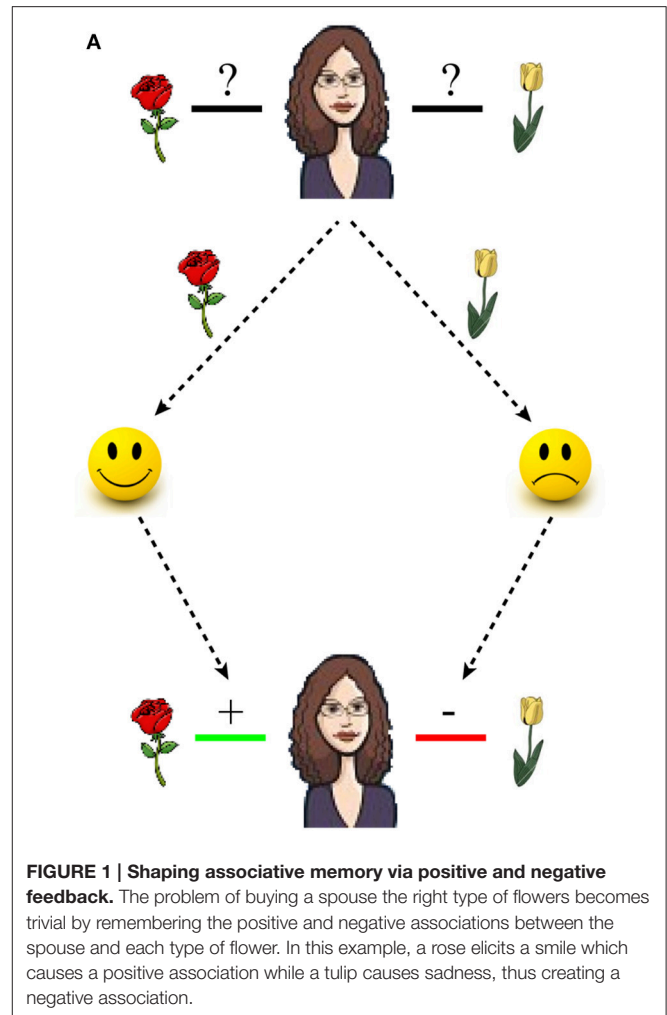 A
? ?
+ -
FIGURE 1 | Shaping associative memory via positive and negative
feedback. The problem of buying a spouse the right type of flowers becomes
trivial by remembering the positive and negative associations between the
spouse and each type of flower. In this example, a rose elicits a smile which
causes a positive association while a tulip causes sadness, thus creating a
negative association.